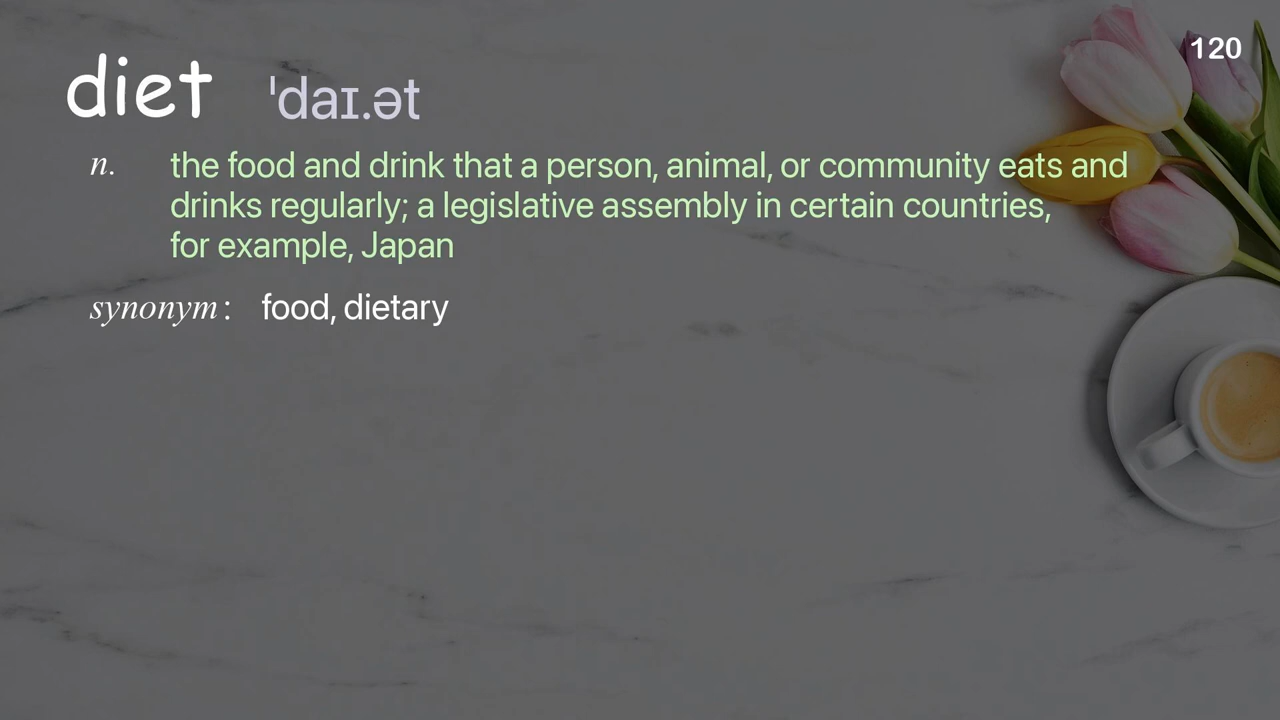 120
diet ˈdaɪ.ət
n. the food and drink that a person, animal, or community eats and
drinks regularly; a legislative assembly in certain countries,
for example, Japan
synonym: food, dietary